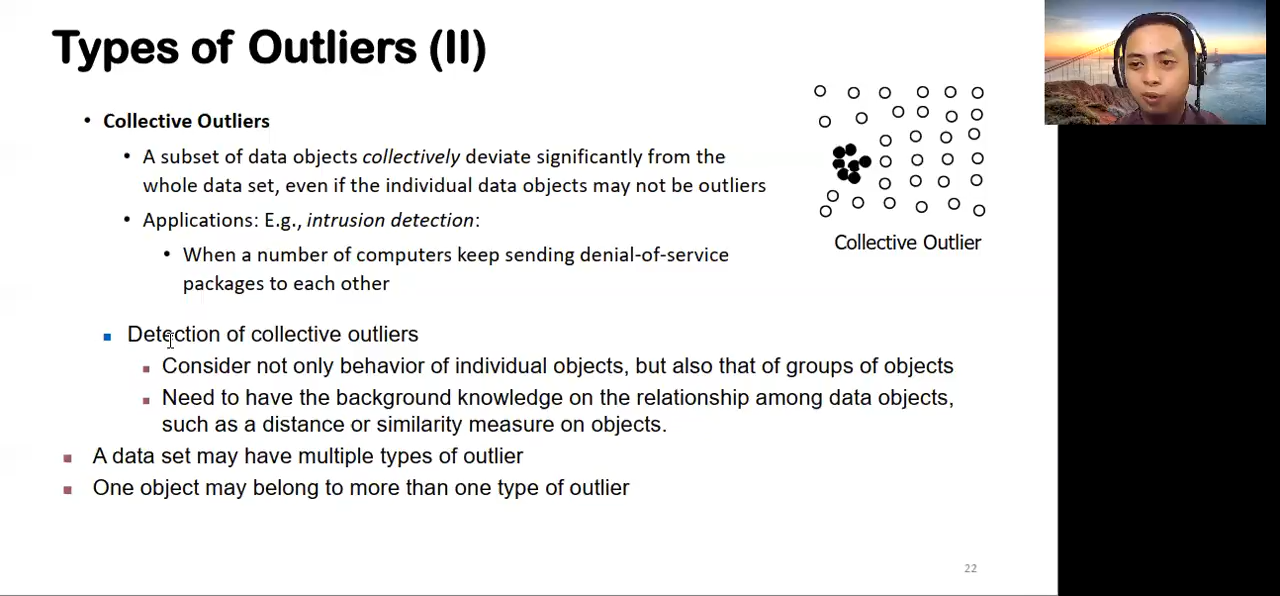 Types of Outliers (II)
• Collective Outliers
• A subset of data objects collectively deviate significantly from the
whole data set, even if the individual data objects may not be outliers
• Applications: E.g., intrusion detection:
• When a number of computers keep sending denial-of-service
packages to each other
Collective Outlier
Detection of collective outliers
Consider not only behavior of individual objects, but also that of groups of objects
Need to have the background knowledge on the relationship among data objects,
such as a distance or similarity measure on objects.
A data set may have multiple types of outlier
One object may belong to more than one type of outlier
22